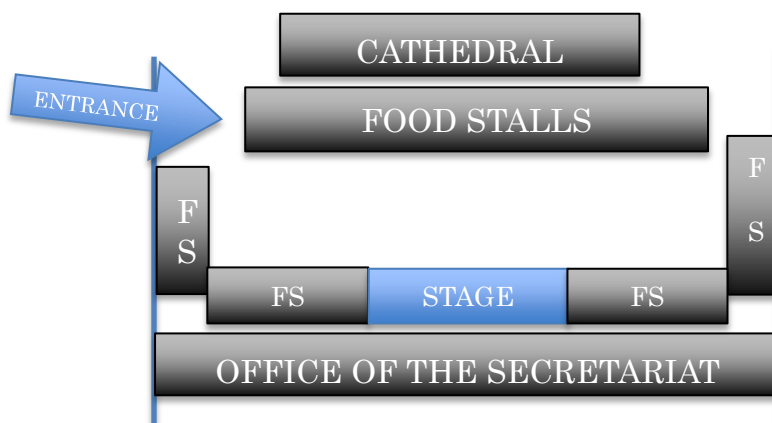 CATHEDRAL
ENTRANCE
FOOD STALLS
F
S
F
S
FS
STAGE
FS
OFFICE OF THE SECRETARIAT